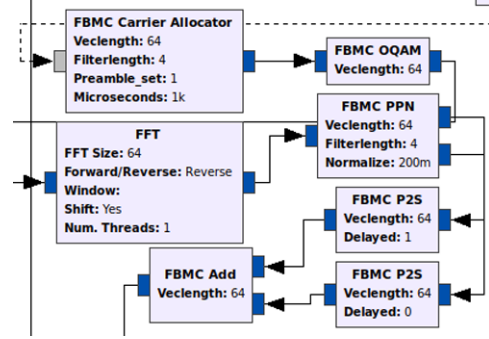 FBMC Carrier Allocator
Veclength: 64
Filterlength: 4
Preamble_set: 1
Microseconds: 1k
FBMC OQAM
Veclength: 64
FBMC PPN
Veclength: 64
Filterlength: 4
Normalize: 200m
FFT
FFT Size: 64
Forward/Reverse: Reverse
Window:
Shift: Yes
Num. Threads: 1
FBMC P2S
Veclength: 64
Delayed: 1
FBMC Add
Veclength: 64
FBMC P2S
Veclength: 64
Delayed: 0